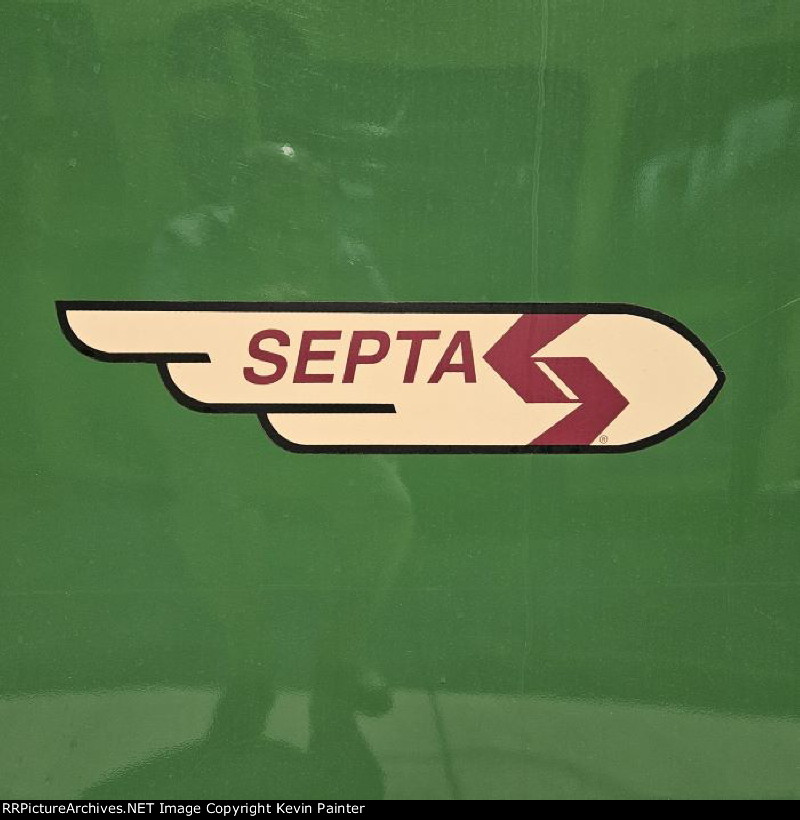 SEPTA
®
RRPictureArchives.NET Image Copyright Kevin Painter